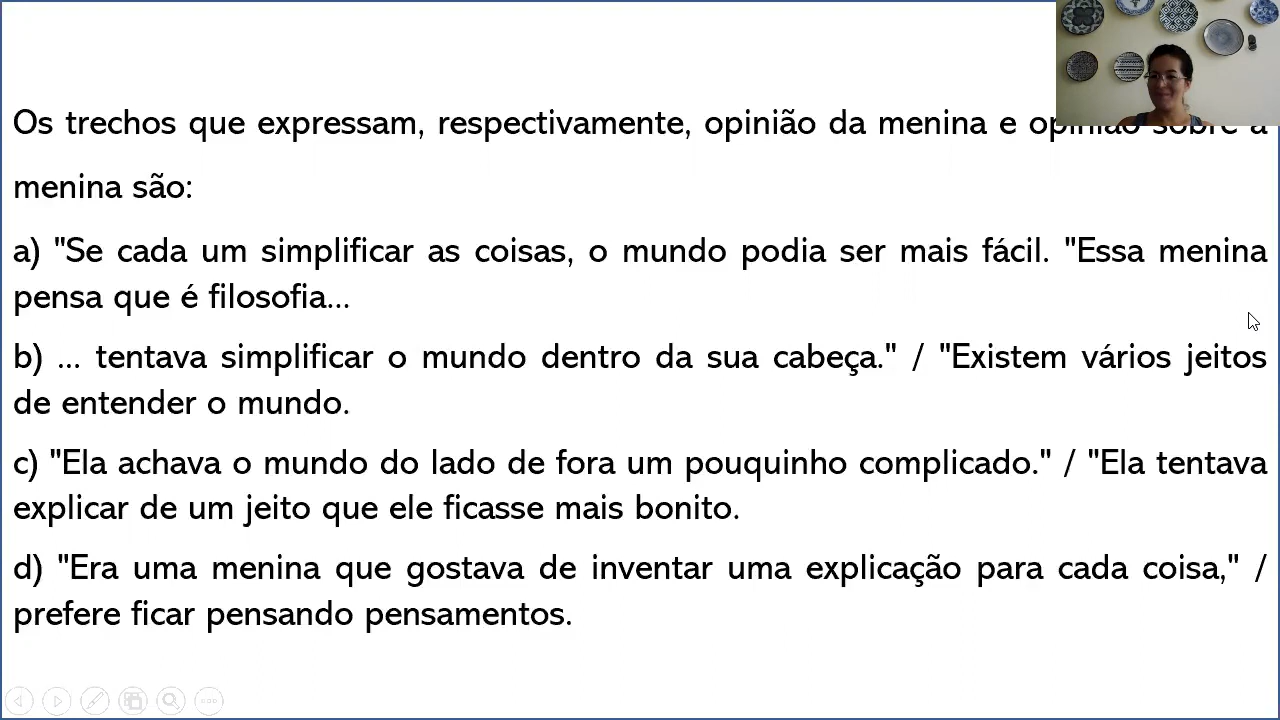 Os trechos que expressam, respectivamente, opinião da menina e opinião sobre a
menina são:
a) "Se cada um simplificar as coisas, o mundo podia ser mais fácil. "Essa menina
pensa que é filosofia...
b) ... tentava simplificar o mundo dentro da sua cabeça." / "Existem vários jeitos
de entender o mundo.
c) "Ela achava o mundo do lado de fora um pouquinho complicado." / "Ela tentava
explicar de um jeito que ele ficasse mais bonito.
d) "Era uma menina que gostava de inventar uma explicação para cada coisa," /
prefere ficar pensando pensamentos.